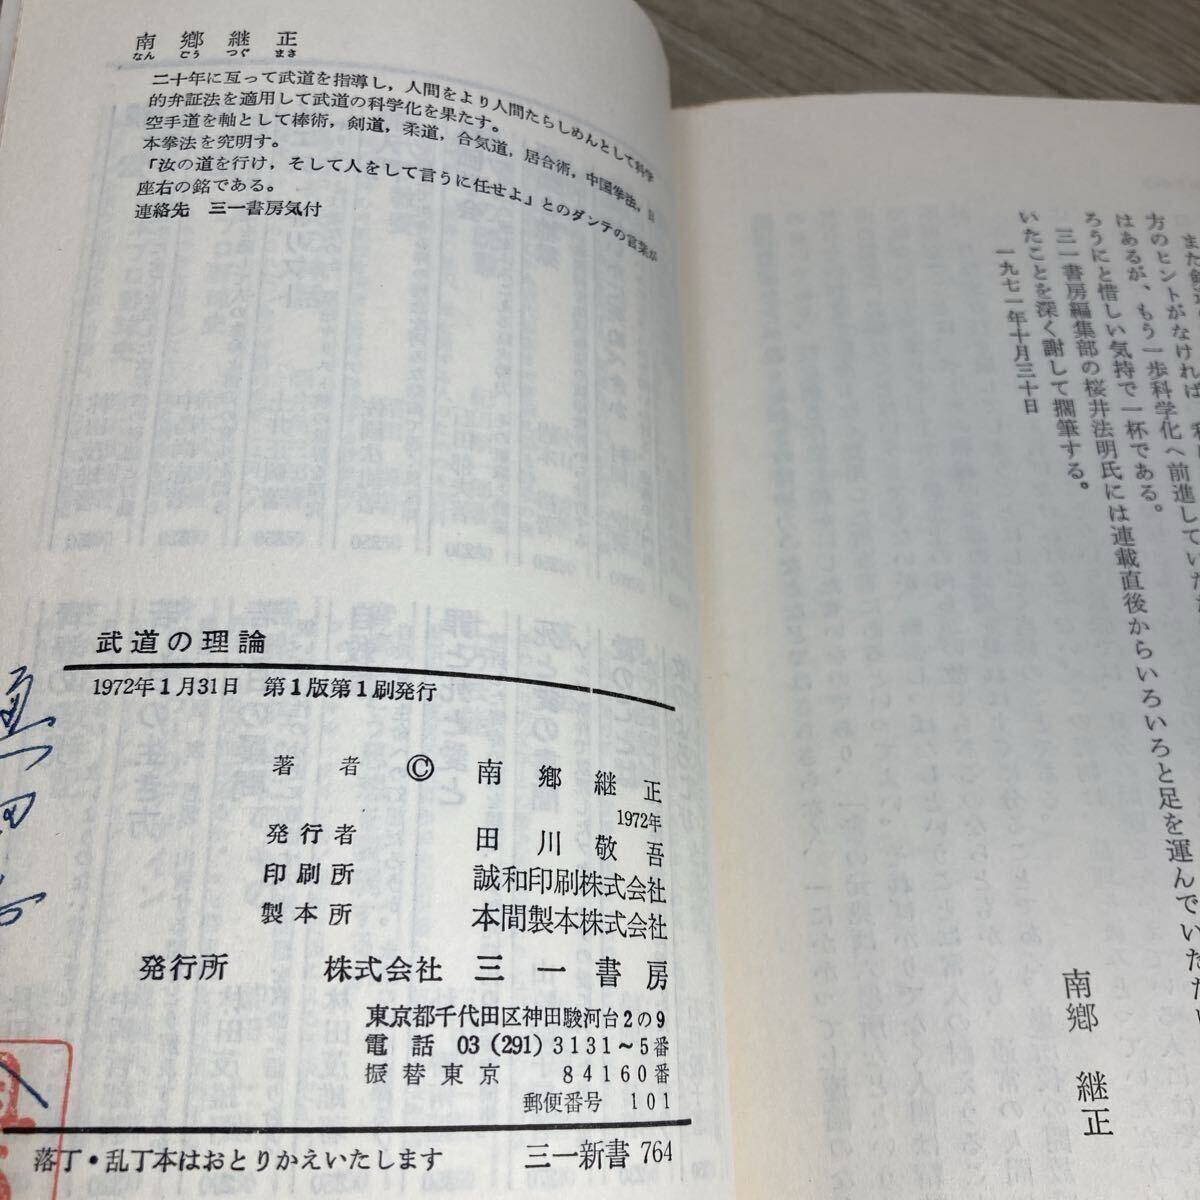 南郷継正
なんごうつぐまさ
二十年に亙って武道を指導し，人間をより人間たらしめんとして科学
的弁証法を適用して武道の科学化を果たす。
空手道を軸として棒術，剣道，柔道，合気道，居合術，中国拳法，日
本拳法を究明す。
「汝の道を行け，そして人をして言うに任せよ」とのダンテの言葉が
座右の銘である。
連絡先　三一書房気付
武道の理論
1972年1月31日　第1版第1刷発行
著者　©　南郷継正
1972年
発行者　田川敬吾
印刷所　誠和印刷株式会社
製本所　本間製本株式会社
発行所　株式会社　三一書房
東京都千代田区神田駿河台2の9
電話　03 (291) 3131～5番
振替東京　84160番
郵便番号　101
落丁・乱丁本はおとりかえいたします　三一新書 764
方のヒントがなければ、
はあるが、もう一歩科学化へ前進していた
ろうにと惜しい気持で一杯である。
三一書房編集部の桜井法明氏には連載直後からいろいろと足を運んでいただ
いたことを深く謝して擱筆する。
一九七一年十月三十日
南郷　継正